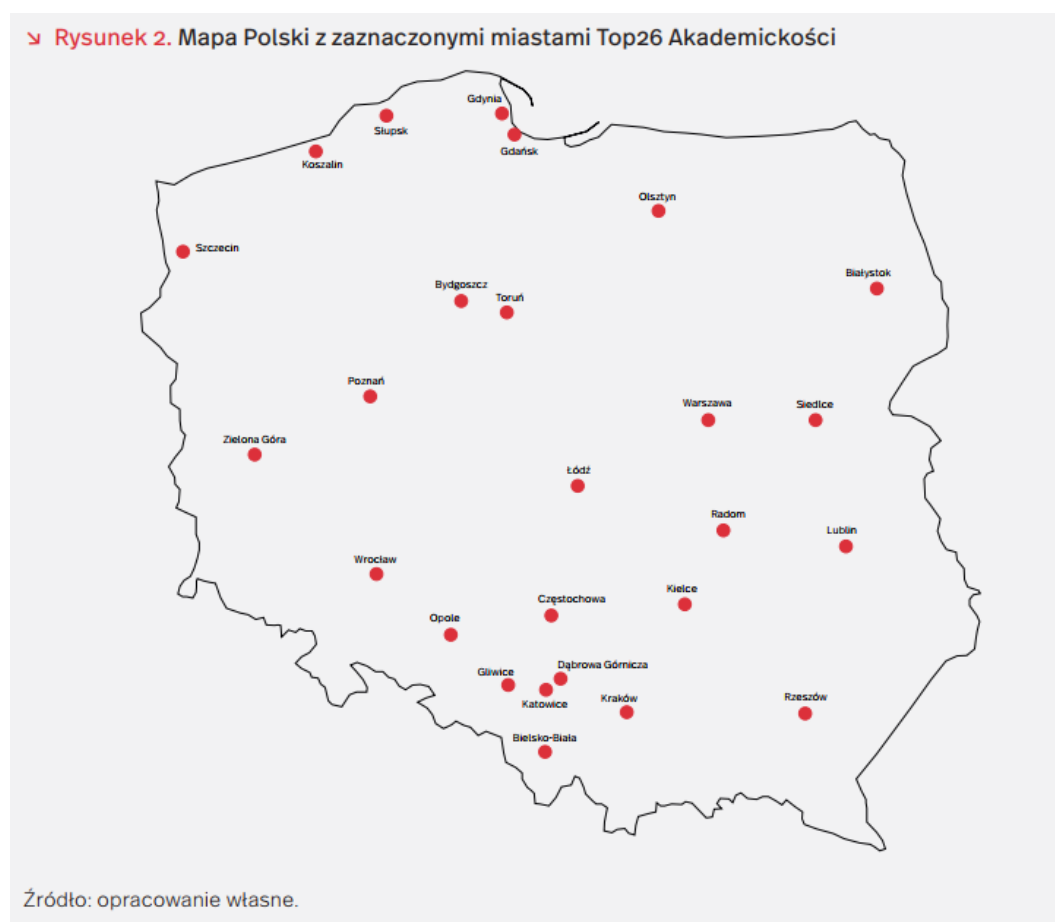 ↘ Rysunek 2. Mapa Polski z zaznaczonymi miastami Top26 Akademickości
Gdynia
Słupsk
Gdańsk
Koszalin
Olsztyn
Szczecin
Białystok
Bydgoszcz
Toruń
Poznań
Warszawa
Siedlce
Zielona Góra
Łódź
Radom
Lublin
Wrocław
Kielce
Częstochowa
Opole
Dąbrowa Górnicza
Gliwice
Katowice
Kraków
Rzeszów
Bielsko-Biała
Źródło: opracowanie własne.